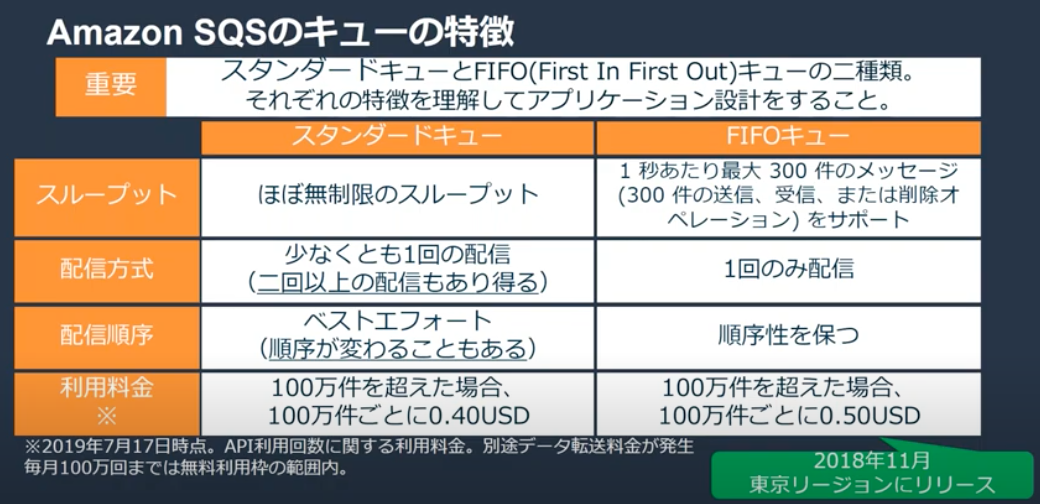 Amazon SQSのキューの特徴
重要
スタンダードキューとFIFO(First In First Out)キューの二種類。
それぞれの特徴を理解してアプリケーション設計をすること。
スタンダードキュー
FIFOキュー
スループット
ほぼ無制限のスループット
1 秒あたり最大 300 件のメッセージ
(300 件の送信、受信、または削除オ
ペレーション) をサポート
配信方式
少なくとも1回の配信
（二回以上の配信もあり得る）
1回のみ配信
配信順序
ベストエフォート
（順序が変わることもある）
順序性を保つ
利用料金
※
100万件を超えた場合、
100万件ごとに0.40USD
100万件を超えた場合、
100万件ごとに0.50USD
※2019年7月17日時点。API利用回数に関する利用料金。別途データ転送料金が発生
毎月100万回までは無料利用枠の範囲内。
2018年11月
東京リージョンにリリース